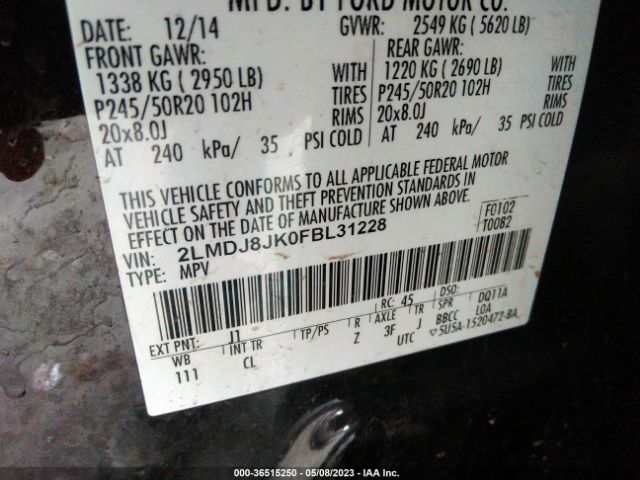 MFD. BY FORD MOTOR CO.
DATE: 12/14 GVWR: 2549 KG ( 5620 LB)
FRONT GAWR: REAR GAWR:
1338 KG ( 2950 LB) WITH 1220 KG ( 2690 LB) WITH
P245/50R20 102H TIRES P245/50R20 102H TIRES
20x8.0J RIMS 20x8.0J RIMS
AT 240 kPa/ 35 PSI COLD AT 240 kPa/ 35 PSI COLD
THIS VEHICLE CONFORMS TO ALL APPLICABLE FEDERAL MOTOR
VEHICLE SAFETY AND THEFT PREVENTION STANDARDS IN
EFFECT ON THE DATE OF MANUFACTURE SHOWN ABOVE.
VIN: 2LMDJ8JK0FBL31228 F0102
TYPE: MPV T0082
EXT PNT: J1 RC: 45 DQ11A
WB INT TR TP/PS R AXLE TR SPR LOA
111 CL Z 3F J BBCC
UTC ▽5U5A-1520472-BA
000-36515250 - 05/08/2023 - IAA Inc.